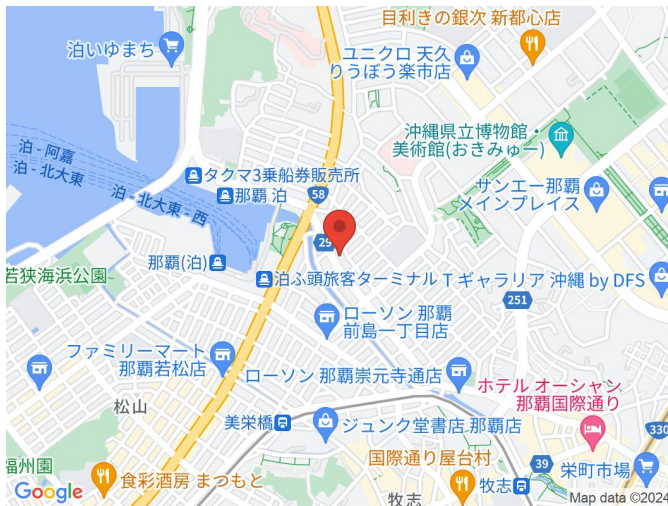 目利きの銀次 新都心店
泊いゆまち
ユニクロ 天久
りうぼう楽市店
沖縄県立博物館・
美術館(おきみゅー)
泊 - 阿嘉
泊 - 北大東
泊 - 北大東 - 西
タクマ3乗船券販売所
那覇 泊
58
サンエー那覇
メインプレイス
29
那覇(泊)
若狭海浜公園
泊ふ頭旅客ターミナル
Tギャラリア 沖縄 by DFS
251
ローソン 那覇
前島一丁目店
ファミリーマート
那覇若松店
ローソン 那覇崇元寺通店
松山
ホテル オーシャン
那覇国際通り
美栄橋
ジュンク堂書店 那覇店
330
福州園
食彩酒房 まつもと
国際通り屋台村
39
栄町市場
牧志
牧志
Google
Map data ©2024